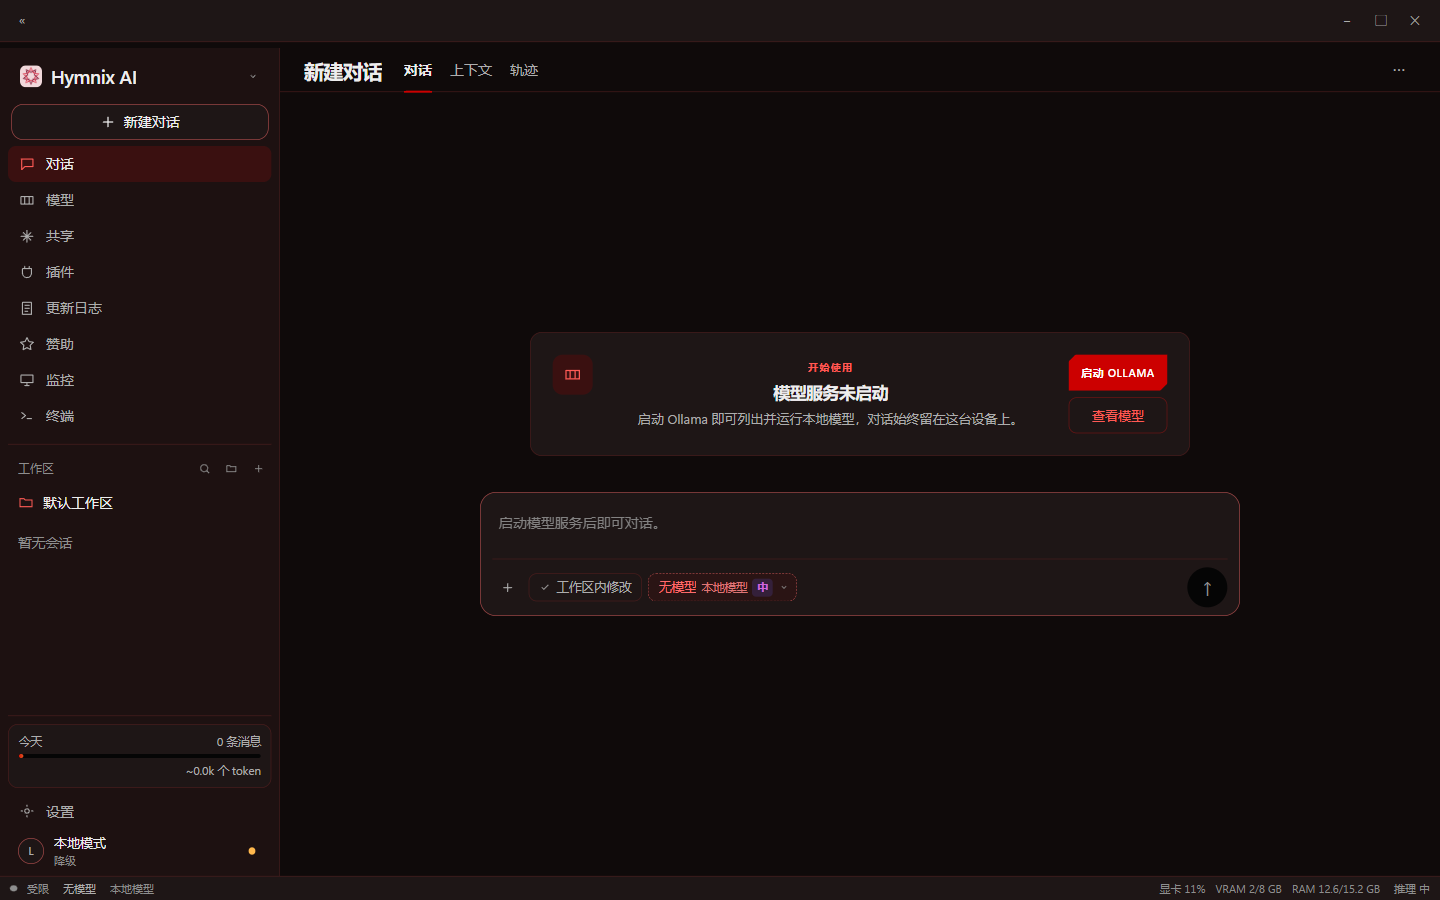 «
Hymnix AI
新建对话
对话
模型
共享
插件
更新日志
赞助
监控
终端
工作区
默认工作区
暂无会话
今天
0 条消息
~0.0k 个 token
设置
L
本地模式
降级
新建对话 对话 上下文 轨迹
开始使用
模型服务未启动
启动 Ollama 即可列出并运行本地模型，对话始终留在这台设备上。
启动 OLLAMA
查看模型
启动模型服务后即可对话。
工作区内修改
无模型 本地模型 中
受限 无模型 本地模型
显卡 11% VRAM 2/8 GB RAM 12.6/15.2 GB 推理 中